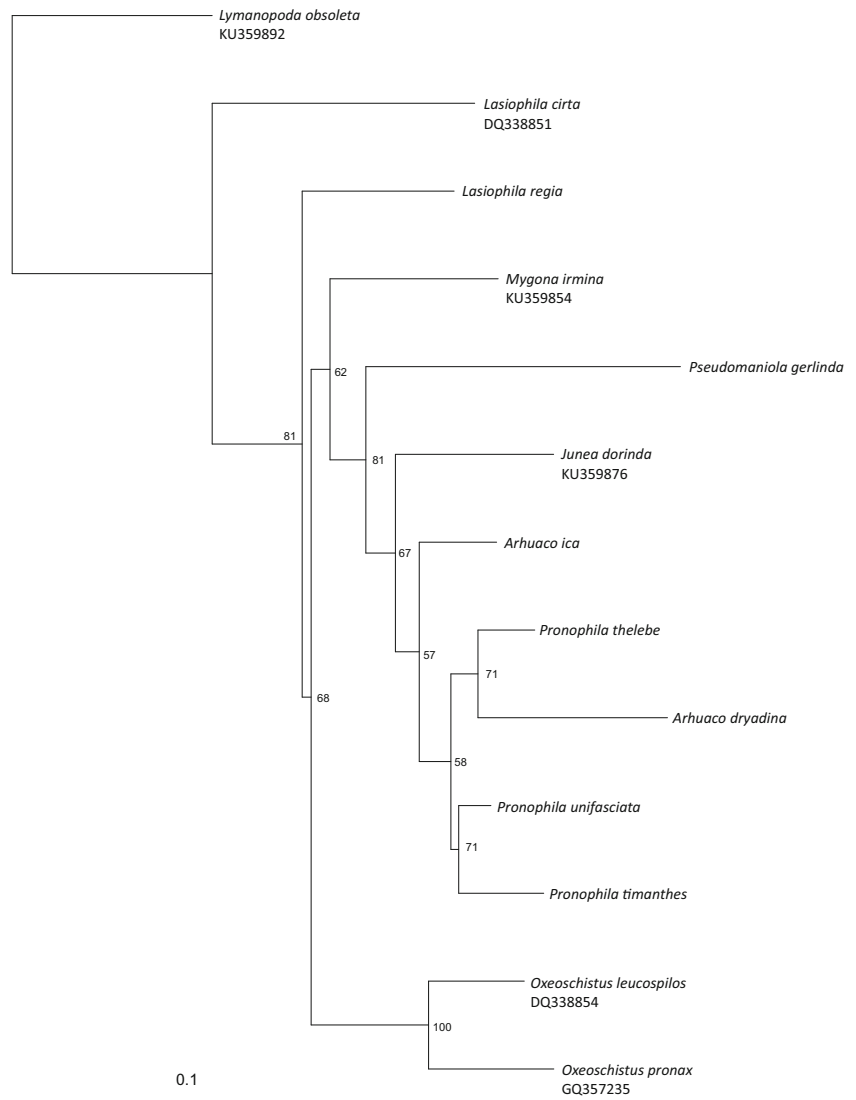 Lymanopoda obsoleta
KU359892
Lasiophila cirta
DQ338851
Lasiophila regia
Mygona irmina
KU359854
Pseudomaniola gerlinda
62
Junea dorinda
KU359876
81
81
Arhuaco ica
67
Pronophila thelebe
57
71
68
Arhuaco dryadina
58
Pronophila unifasciata
71
Pronophila timanthes
Oxeoschistus leucospilos
DQ338854
100
Oxeoschistus pronax
GQ357235
0.1